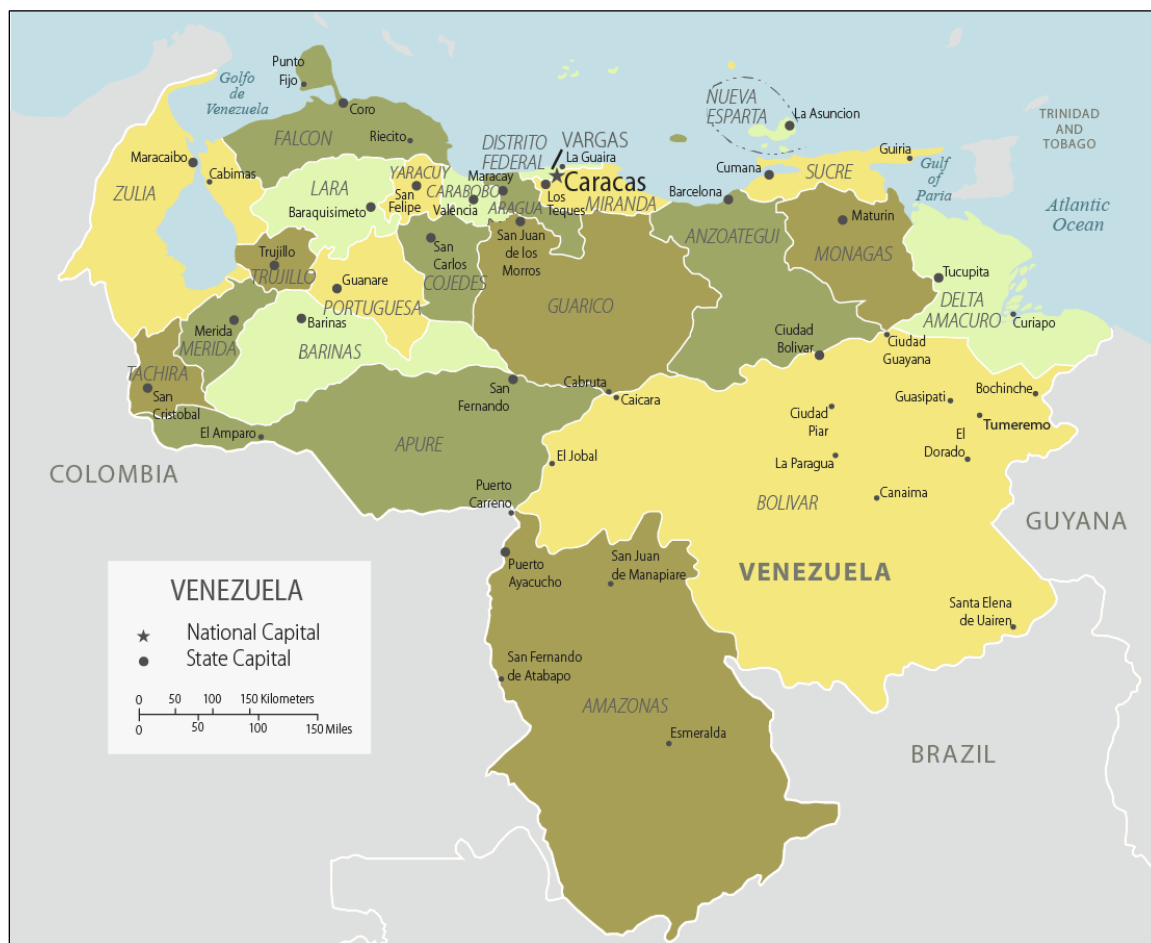 Punto
Fijo
Golfo
de
Venezuela
Coro
FALCON
Riecito
NUEVA
ESPARTA
La Asuncion
TRINIDAD
AND
TOBAGO
DISTRITO
FEDERAL
VARGAS
La Guaira
Maracaibo
Cabimas
ZULIA
LARA
Baraquisimeto
YARACUY
San
Felipe
CARABOBO
Valencia
Maracay
ARAGUA
Caracas
Los
Teques
MIRANDA
Barcelona
Cumana
SUCRE
Guiria
Gulf
of
Paria
Atlantic
Ocean
Trujillo
TRUJILLO
Guanare
PORTUGUESA
San
Carlos
COJEDES
San Juan
de los
Morros
GUARICO
ANZOATEGUI
Maturin
MONAGAS
Tucupita
DELTA
AMACURO
Curiapo
Merida
MERIDA
Barinas
BARINAS
Ciudad
Bolivar
Ciudad
Guayana
TACHIRA
San
Cristobal
San
Fernando
Cabruta
Caicara
Ciudad
Piar
Guasipati
Bochinche
Tumeremo
El
Dorado
El Amparo
APURE
El Jobal
La Paragua
Canaima
BOLIVAR
COLOMBIA
Puerto
Carreno
GUYANA
Puerto
Ayacucho
San Juan
de Manapiare
VENEZUELA
Santa Elena
de Uairen
San Fernando
de Atabapo
AMAZONAS
Esmeralda
BRAZIL
VENEZUELA
National Capital
State Capital
0 50 100 150 Kilometers
0 50 100 150 Miles